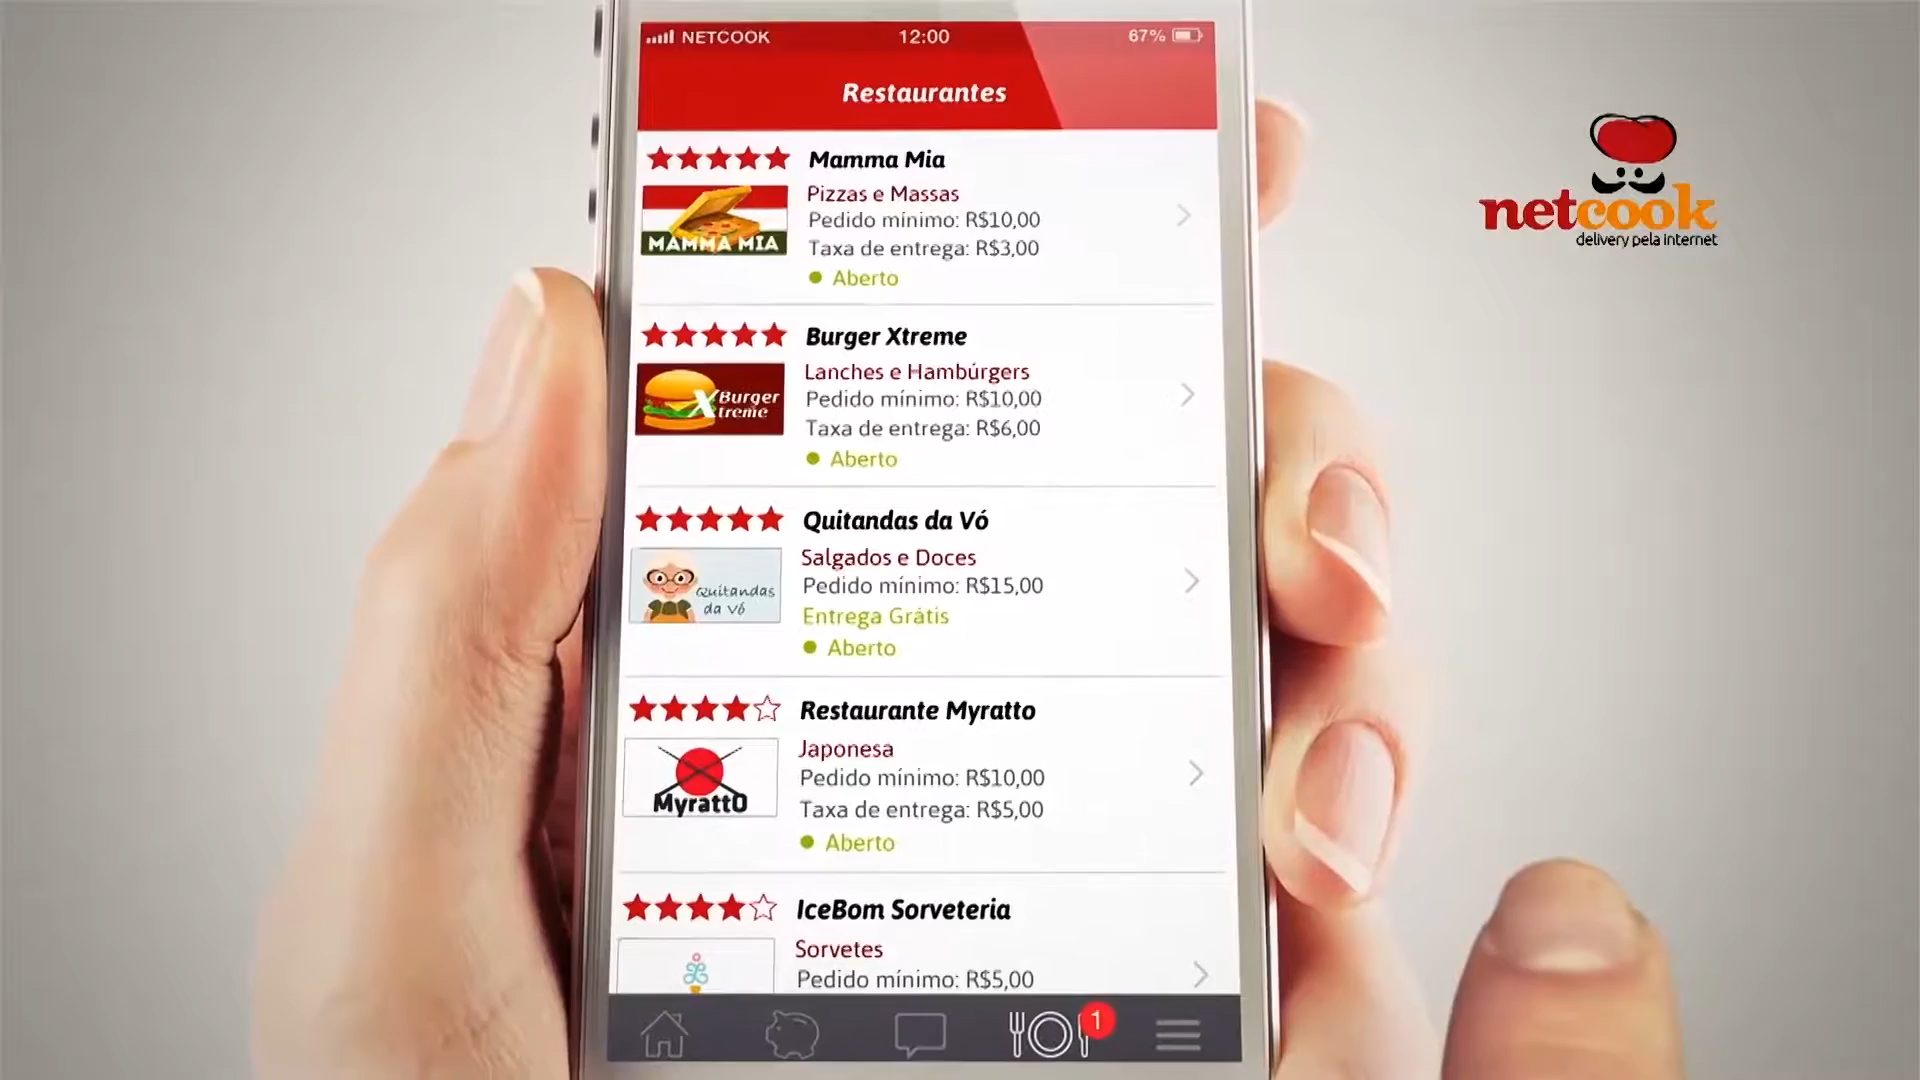 NETCOOK 12:00 67%
Restaurantes
Mamma Mia
Pizzas e Massas
Pedido mínimo: R$10,00
MAMMA MIA
Taxa de entrega: R$3,00
Aberto
Burger Xtreme
Lanches e Hambúrgers
Pedido mínimo: R$10,00
Burger
Xtreme
Taxa de entrega: R$6,00
Aberto
Quitandas da Vó
Salgados e Doces
Pedido mínimo: R$15,00
Quitandas
da Vó
Entrega Grátis
Aberto
Restaurante Myratto
Japonesa
Pedido mínimo: R$10,00
Myratto
Taxa de entrega: R$5,00
Aberto
IceBom Sorveteria
Sorvetes
Pedido mínimo: R$5,00
1
netcook
delivery pela internet